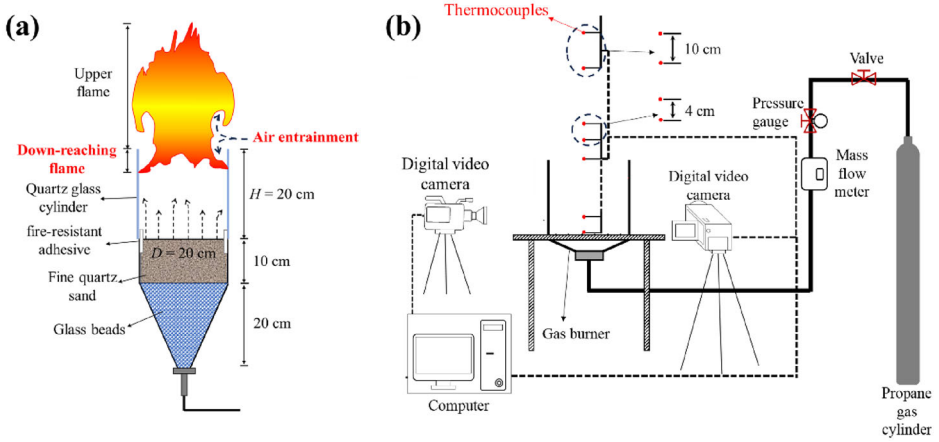 (a)
Upper
flame
Air entrainment
Down-reaching
flame
Quartz glass
cylinder
H = 20 cm
fire-resistant
adhesive
D = 20 cm
10 cm
Fine quartz
sand
Glass beads
20 cm
(b)
Thermocouples
10 cm
4 cm
Valve
Pressure
gauge
Mass
flow
meter
Digital video
camera
Digital video
camera
Gas burner
Computer
Propane
gas
cylinder